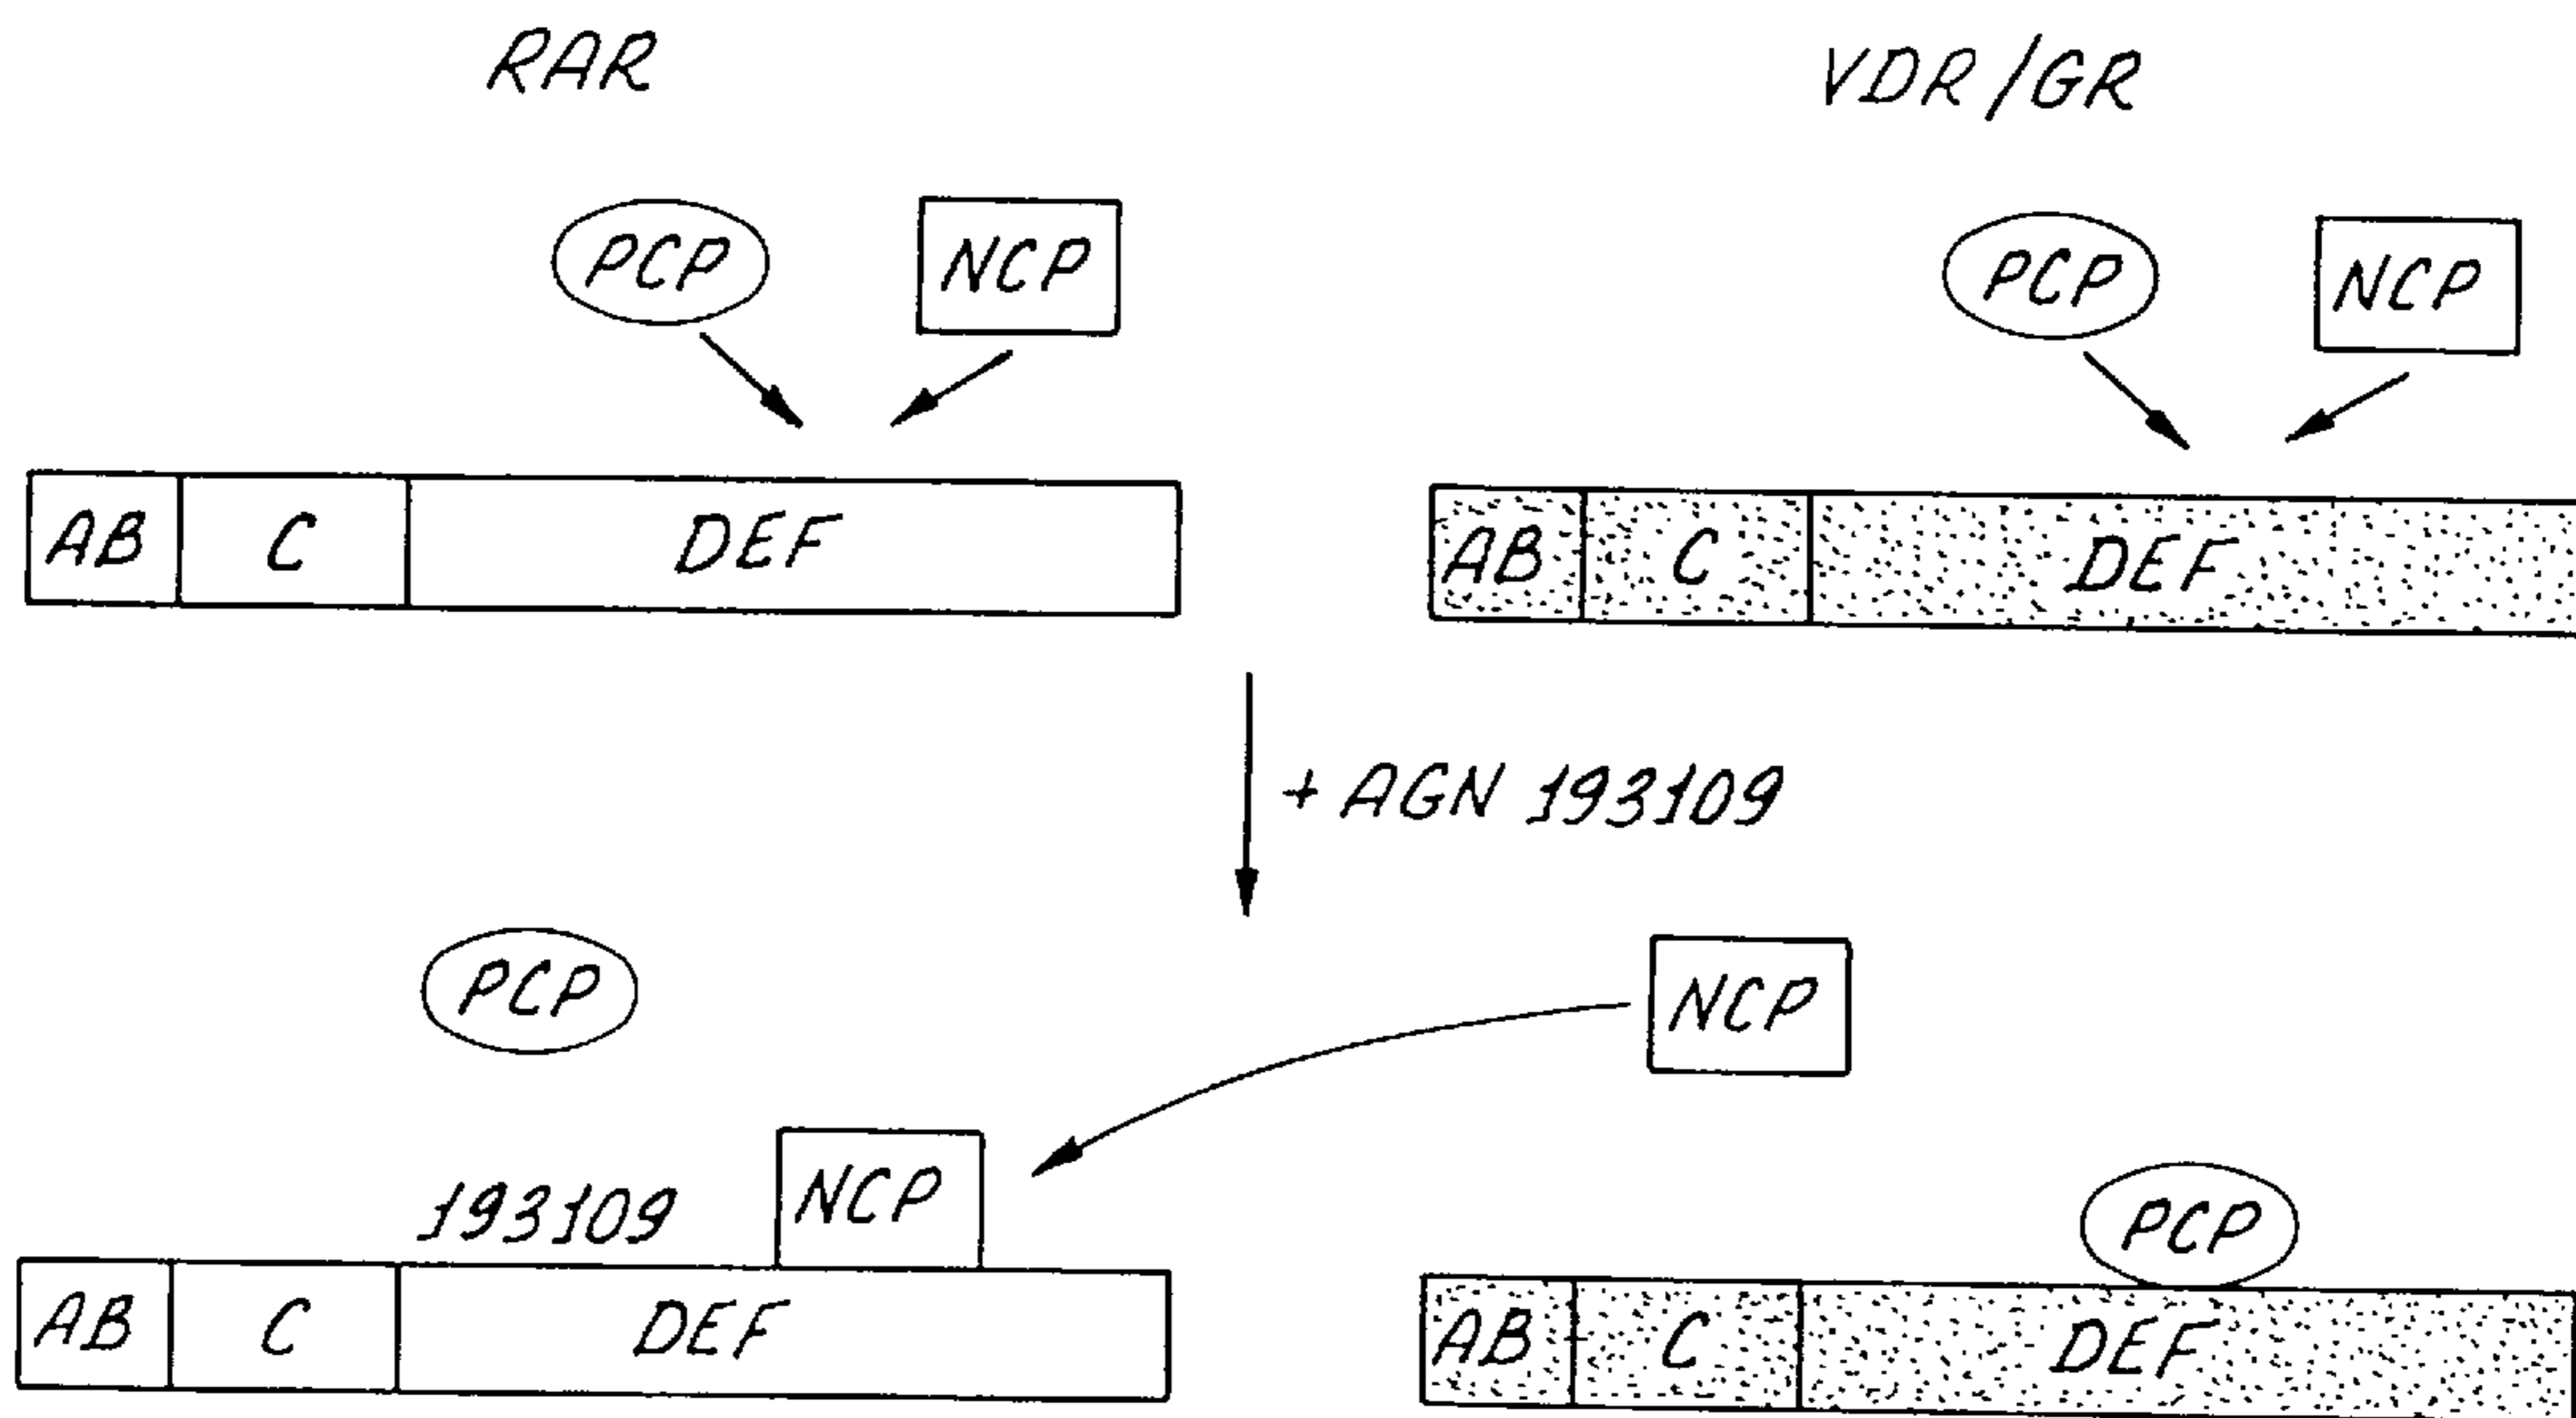 RAR
VDR/GR
PCP NCP
PCP NCP
AB C DEF
AB C DEF
+ AGN 193109
PCP
NCP
193109 NCP
PCP
AB C DEF
AB C DEF